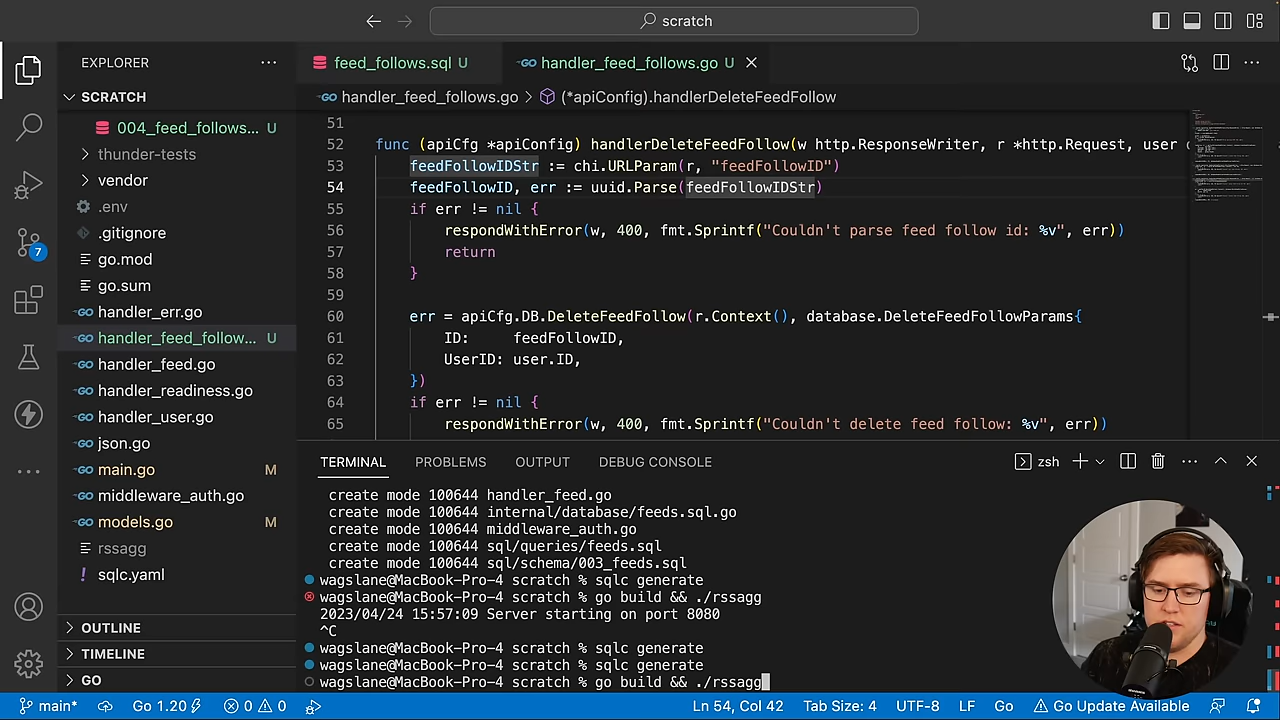 scratch
EXPLORER
SCRATCH
004_feed_follows... U
thunder-tests
vendor
.env
.gitignore
go.mod
go.sum
handler_err.go
handler_feed_follow... U
handler_feed.go
handler_readiness.go
handler_user.go
json.go
main.go M
middleware_auth.go
models.go M
rssagg
sqlc.yaml
OUTLINE
TIMELINE
GO
7
feed_follows.sql U
handler_feed_follows.go U
handler_feed_follows.go > (*apiConfig).handlerDeleteFeedFollow
51
52 func (apiCfg *apiConfig) handlerDeleteFeedFollow(w http.ResponseWriter, r *http.Request, user
53 feedFollowIDStr := chi.URLParam(r, "feedFollowID")
54 feedFollowID, err := uuid.Parse(feedFollowIDStr)
55 if err != nil {
56 respondWithError(w, 400, fmt.Sprintf("Couldn't parse feed follow id: %v", err))
57 return
58 }
59
60 err = apiCfg.DB.DeleteFeedFollow(r.Context(), database.DeleteFeedFollowParams{
61 ID: feedFollowID,
62 UserID: user.ID,
63 })
64 if err != nil {
65 respondWithError(w, 400, fmt.Sprintf("Couldn't delete feed follow: %v", err))
TERMINAL PROBLEMS OUTPUT DEBUG CONSOLE zsh
create mode 100644 handler_feed.go
create mode 100644 internal/database/feeds.sql.go
create mode 100644 middleware_auth.go
create mode 100644 sql/queries/feeds.sql
create mode 100644 sql/schema/003_feeds.sql
wagslane@MacBook-Pro-4 scratch % sqlc generate
wagslane@MacBook-Pro-4 scratch % go build && ./rssagg
2023/04/24 15:57:09 Server starting on port 8080
^C
wagslane@MacBook-Pro-4 scratch % sqlc generate
wagslane@MacBook-Pro-4 scratch % sqlc generate
wagslane@MacBook-Pro-4 scratch % go build && ./rssagg
main* Go 1.20 0 0 Ln 54, Col 42 Tab Size: 4 UTF-8 LF Go Go Update Available